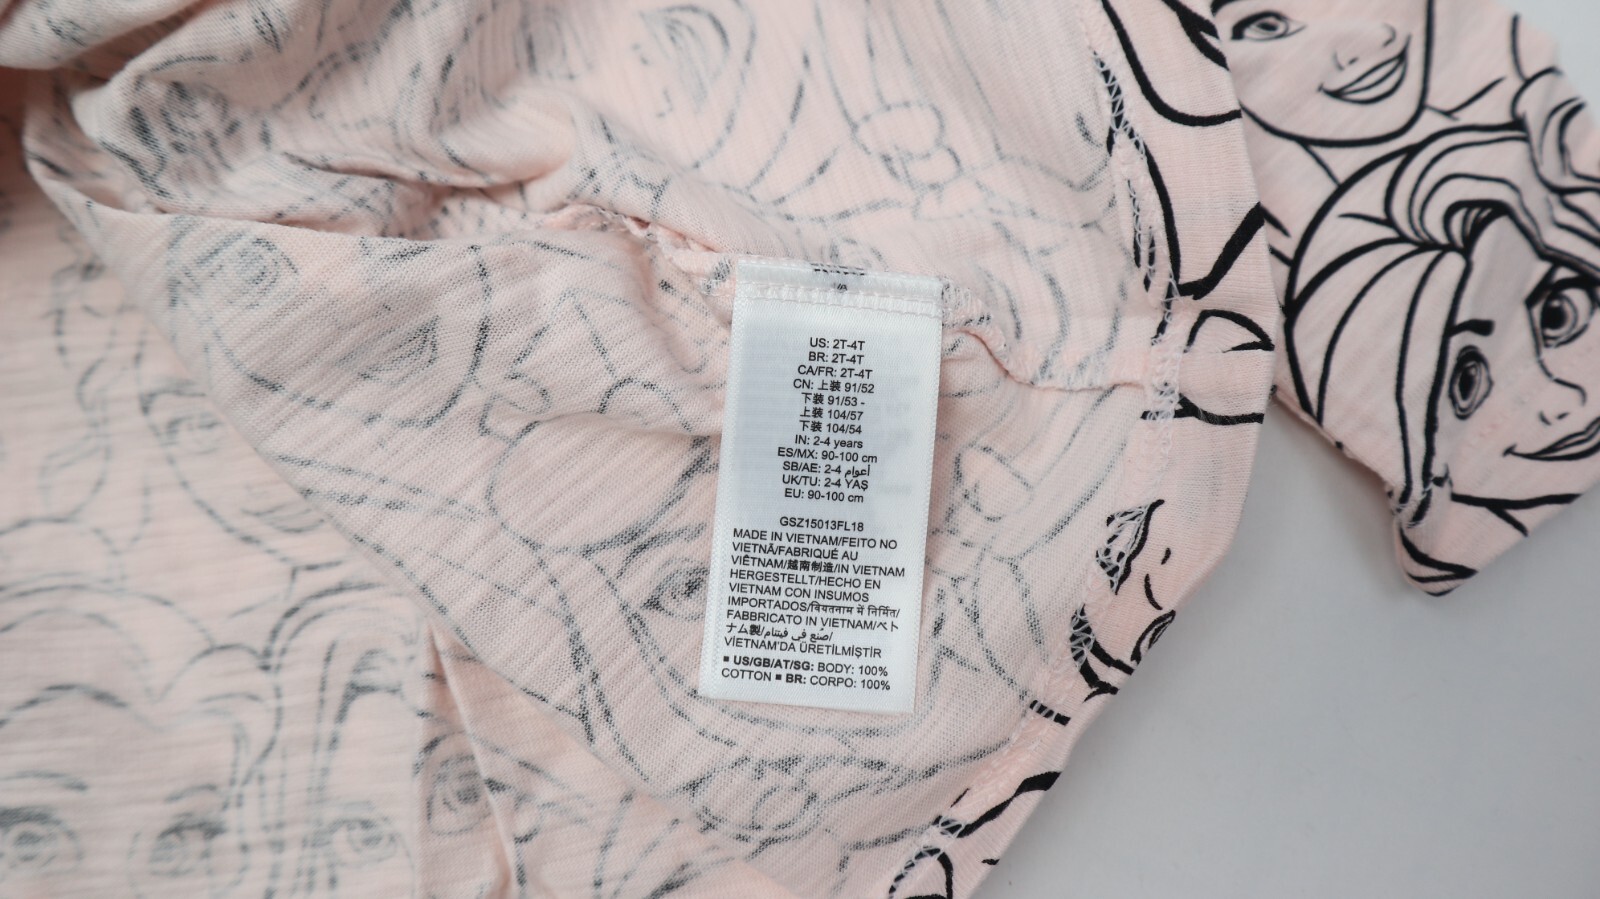 US: 2T-4T
BR: 2T-4T
CA/FR: 2T-4T
CN: 上装 91/52
下装 91/53 -
上装 104/57
下装 104/54
IN: 2-4 years
ES/MX: 90-100 cm
SB/AE: 2-4 أعوام
UK/TU: 2-4 YAŞ
EU: 90-100 cm
GSZ15013FL18
MADE IN VIETNAM/FEITO NO
VIETNÃ/FABRIQUÉ AU
VIÊTNAM/越南制造/IN VIETNAM
HERGESTELLT/HECHO EN
VIETNAM CON INSUMOS
IMPORTADOS/वियतनाम में निर्मित/
FABBRICATO IN VIETNAM/ベト
ナム製/صنع في فيتنام/
VİETNAM'DA ÜRETİLMİŞTİR
▪ US/GB/AT/SG: BODY: 100%
COTTON ▪ BR: CORPO: 100%